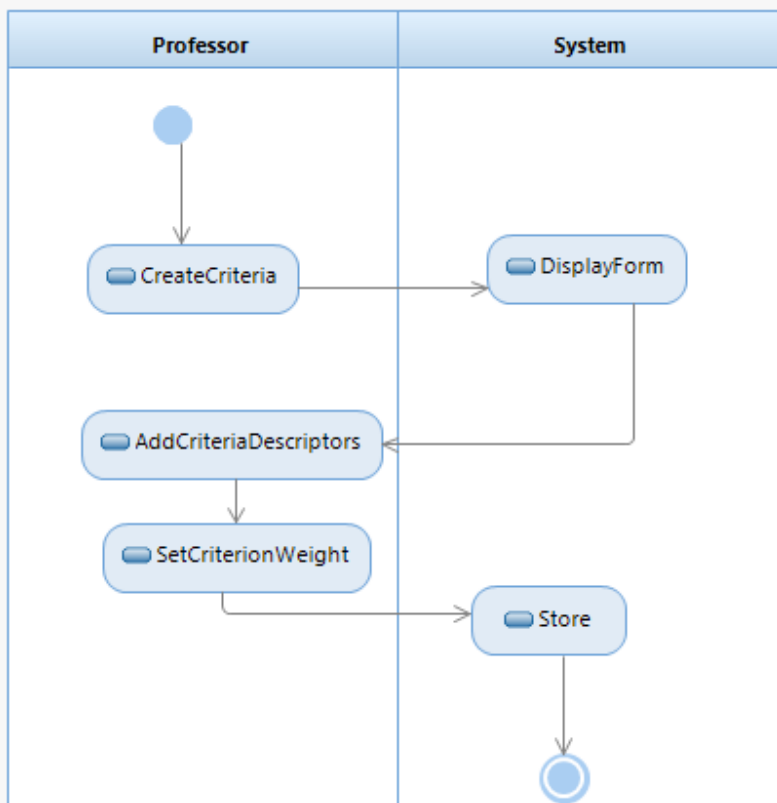 Professor
System
CreateCriteria
DisplayForm
AddCriteriaDescriptors
SetCriterionWeight
Store